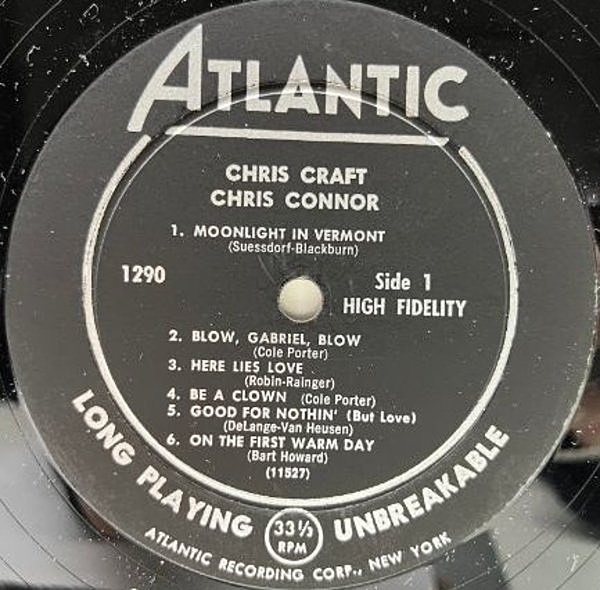 ATLANTIC
CHRIS CRAFT
CHRIS CONNOR
1. MOONLIGHT IN VERMONT
(Suessdorf-Blackburn)
1290
Side 1
HIGH FIDELITY
2. BLOW, GABRIEL, BLOW
(Cole Porter)
3. HERE LIES LOVE
(Robin-Rainger)
4. BE A CLOWN (Cole Porter)
5. GOOD FOR NOTHIN' (But Love)
(DeLange-Van Heusen)
6. ON THE FIRST WARM DAY
(Bart Howard)
(11527)
LONG PLAYING 33⅓ RPM UNBREAKABLE
ATLANTIC RECORDING CORP., NEW YORK